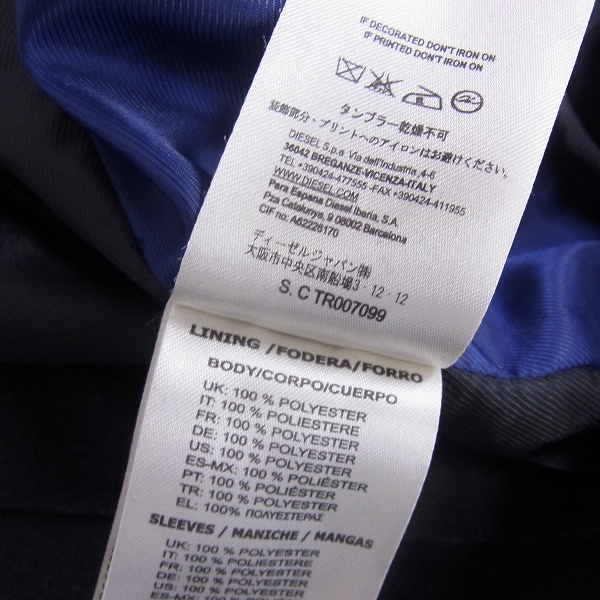 IF DECORATED DON'T IRON ON
IF PRINTED DON'T IRON ON
タンブラー乾燥不可
装飾部分・プリントへのアイロンはお避けください。
DIESEL S.p.a Via dell'Industria, 4-6
36042 BREGANZE-VICENZA-ITALY
TEL +390424-477555 -FAX +390424-411955
WWW.DIESEL.COM
Para Espana Diesel Iberia, S.A.
Pza Catalunya, 9 08002 Barcelona
CIF no: A62226170
ディーゼルジャパン㈱
大阪市中央区南船場3・12・12
S. C TR007099
LINING /FODERA/FORRO
BODY/CORPO/CUERPO
UK: 100 % POLYESTER
IT: 100 % POLIESTERE
FR: 100 % POLYESTER
DE: 100 % POLYESTER
US: 100 % POLYESTER
ES-MX: 100 % POLIÉSTER
PT: 100 % POLIÉSTER
TR: 100 % POLYESTER
EL: 100% ΠΟΛΥΕΣΤΕΡΑΣ
SLEEVES / MANICHE / MANGAS
UK: 100 % POLYESTER
IT: 100 % POLIESTERE
FR: 100 % POLYESTER
DE: 100 % POLYESTER
US: 100 % POLYESTER